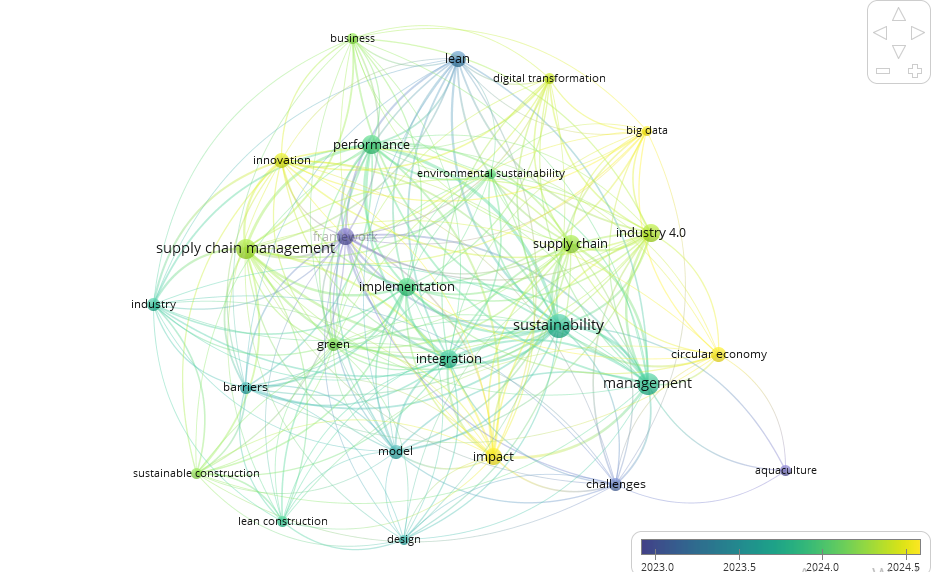 business
lean
digital transformation
big data
performance
innovation
environmental sustainability
industry 4.0
framework
supply chain
supply chain management
implementation
industry
sustainability
green
circular economy
integration
management
barriers
model
impact
aquaculture
sustainable construction
challenges
lean construction
design
2023.0 2023.5 2024.0 2024.5